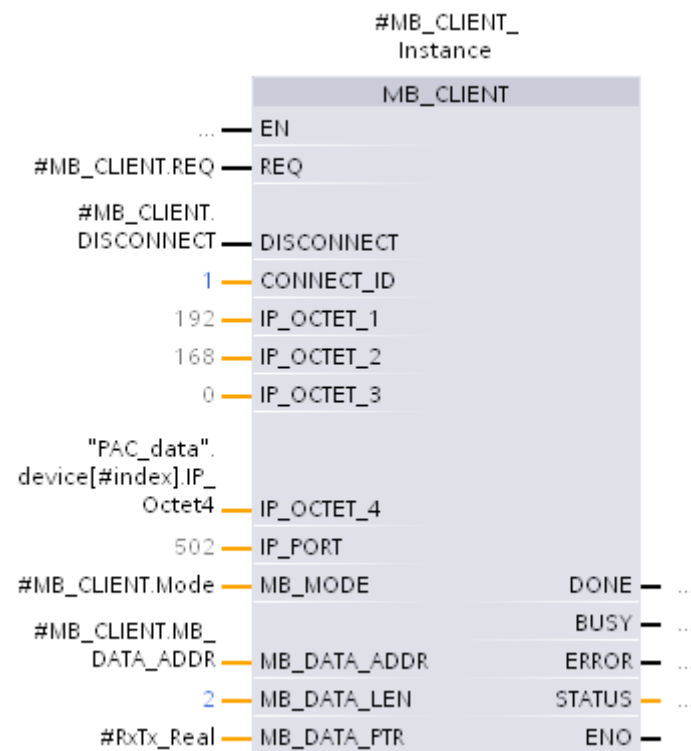 #MB_CLIENT_
Instance
MB_CLIENT
... EN
#MB_CLIENT.REQ REQ
#MB_CLIENT.
DISCONNECT DISCONNECT
1 CONNECT_ID
192 IP_OCTET_1
168 IP_OCTET_2
0 IP_OCTET_3
"PAC_data".
device[#index].IP_
Octet4 IP_OCTET_4
502 IP_PORT
#MB_CLIENT.Mode MB_MODE DONE ...
BUSY ...
#MB_CLIENT.MB_
DATA_ADDR MB_DATA_ADDR ERROR ...
2 MB_DATA_LEN STATUS ...
#RxTx_Real MB_DATA_PTR ENO